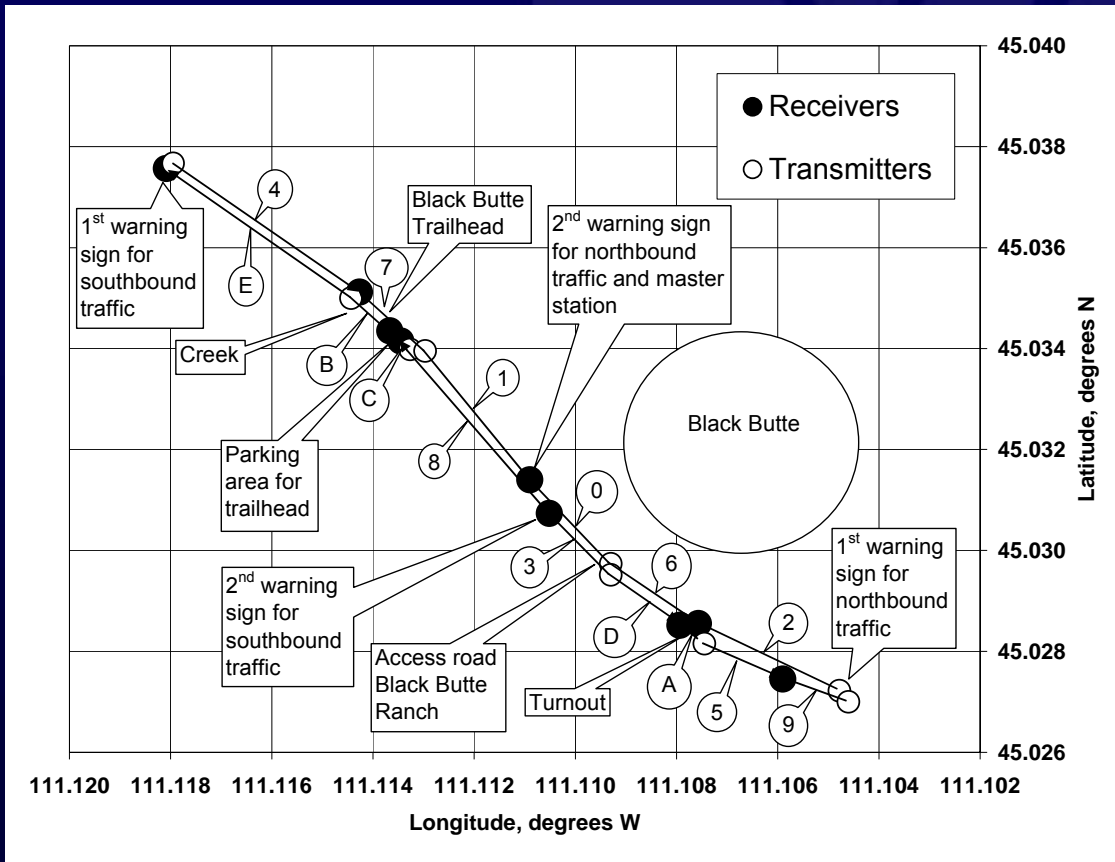 45.040
45.038
45.036
45.034
45.032
45.030
45.028
45.026
Latitude, degrees N
Receivers
Transmitters
4
1st warning
sign for
southbound
traffic
E
7
Black Butte
Trailhead
2nd warning sign
for northbound
traffic and master
station
Creek
B
C
1
8
Black Butte
Parking
area for
trailhead
0
3
2nd warning
sign for
southbound
traffic
6
D
1st warning
sign for
northbound
traffic
2
Access road
Black Butte
Ranch
Turnout
A
5
9
111.120 111.118 111.116 111.114 111.113 111.112 111.110 111.108 111.106 111.104 111.102
Longitude, degrees W